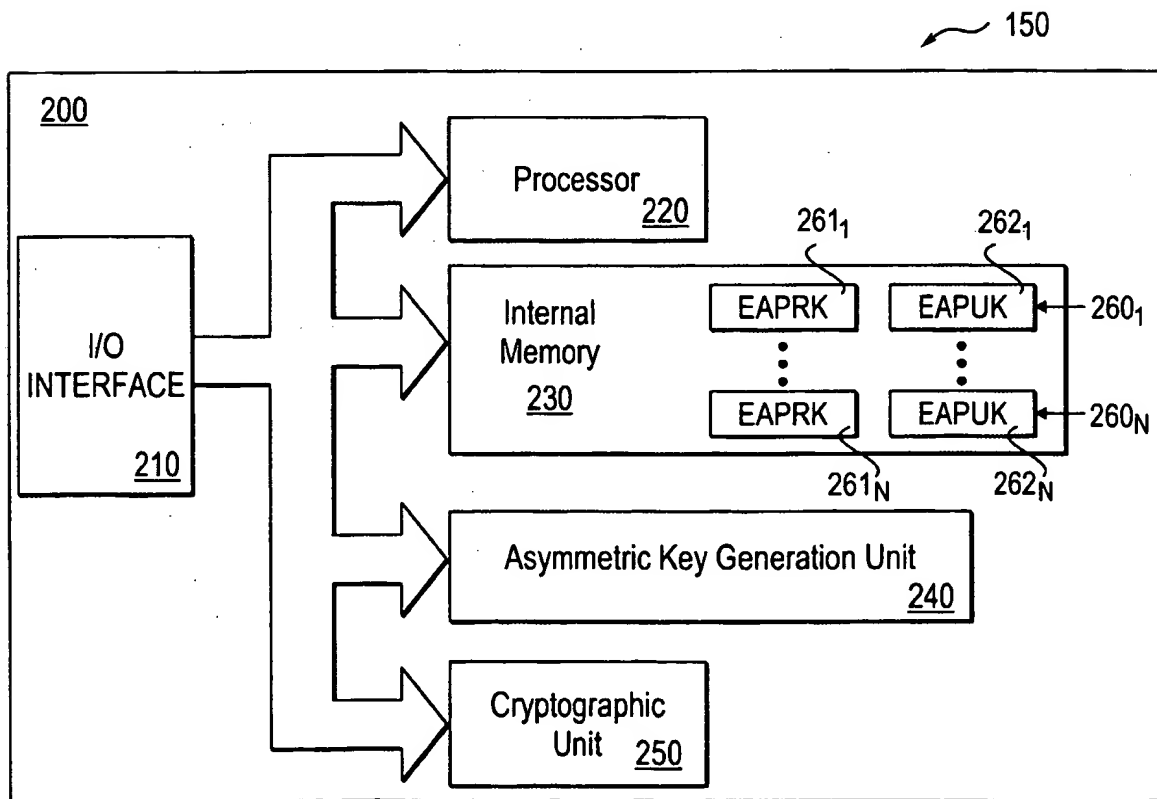 150
200
Processor
220
261₁
262₁
I/O
INTERFACE
210
Internal
Memory
230
EAPRK
EAPUK
260₁
EAPRK
EAPUK
260N
261N
262N
Asymmetric Key Generation Unit
240
Cryptographic
Unit
250